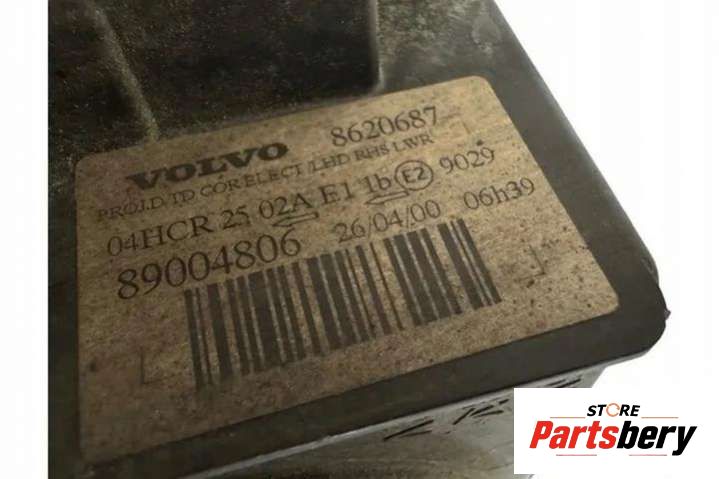 VOLVO 8620687
PROJ.D TD COR ELECT /LHD RHS LWR
04HCR 25 02A E1 1b E2 9029
89004806 26/04/00 06h39
STORE
Partsbery